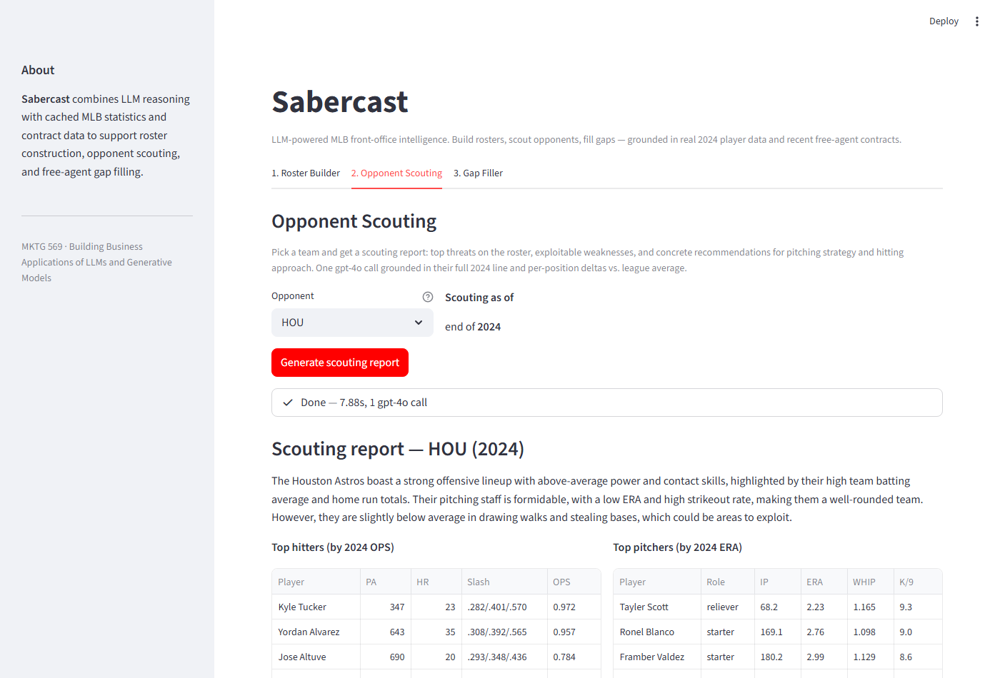 Deploy
About
Sabercast combines LLM reasoning
with cached MLB statistics and
contract data to support roster
construction, opponent scouting,
and free-agent gap filling.
MKTG 569 · Building Business
Applications of LLMs and Generative
Models
Sabercast
LLM-powered MLB front-office intelligence. Build rosters, scout opponents, fill gaps — grounded in real 2024 player data and recent free-agent contracts.
1. Roster Builder 2. Opponent Scouting 3. Gap Filler
Opponent Scouting
Pick a team and get a scouting report: top threats on the roster, exploitable weaknesses, and concrete recommendations for pitching strategy and hitting
approach. One gpt-4o call grounded in their full 2024 line and per-position deltas vs. league average.
Opponent
HOU
Scouting as of
end of 2024
Generate scouting report
Done — 7.88s, 1 gpt-4o call
Scouting report — HOU (2024)
The Houston Astros boast a strong offensive lineup with above-average power and contact skills, highlighted by their high team batting
average and home run totals. Their pitching staff is formidable, with a low ERA and high strikeout rate, making them a well-rounded team.
However, they are slightly below average in drawing walks and stealing bases, which could be areas to exploit.
Top hitters (by 2024 OPS)
Player PA HR Slash OPS
Kyle Tucker 347 23 .282/.401/.570 0.972
Yordan Alvarez 643 35 .308/.392/.565 0.957
Jose Altuve 690 20 .293/.348/.436 0.784
Top pitchers (by 2024 ERA)
Player Role IP ERA WHIP K/9
Tayler Scott reliever 68.2 2.23 1.165 9.3
Ronel Blanco starter 169.1 2.76 1.098 9.0
Framber Valdez starter 180.2 2.99 1.129 8.6